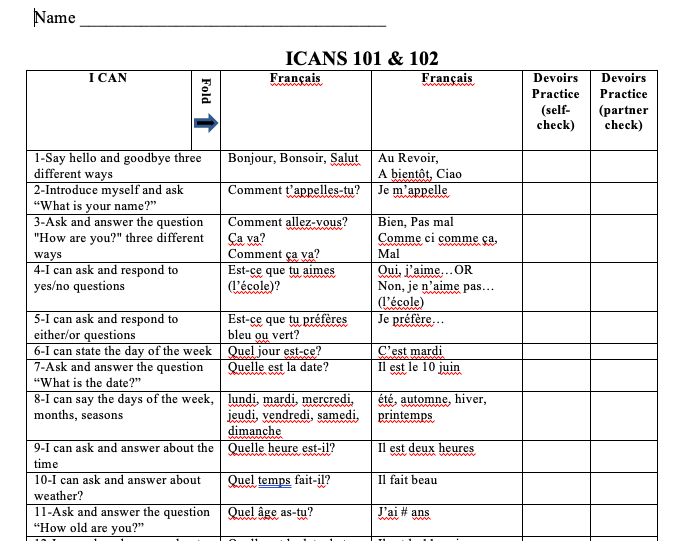 Name ___________________________________
ICANS 101 & 102
I CAN
Fold
Français
Français
Devoirs
Practice
(self-
check)
Devoirs
Practice
(partner
check)
1-Say hello and goodbye three
different ways
Bonjour, Bonsoir, Salut
Au Revoir,
A bientôt, Ciao
2-Introduce myself and ask
“What is your name?”
Comment t’appelles-tu?
Je m’appelle
3-Ask and answer the question
"How are you?" three different
ways
Comment allez-vous?
Ça va?
Comment ça va?
Bien, Pas mal
Comme ci comme ça,
Mal
4-I can ask and respond to
yes/no questions
Est-ce que tu aimes
(l’école)?
Oui, j’aime…OR
Non, je n’aime pas…
(l’école)
5-I can ask and respond to
either/or questions
Est-ce que tu préfères
bleu ou vert?
Je préfère…
6-I can state the day of the week
Quel jour est-ce?
C’est mardi
7-Ask and answer the question
“What is the date?”
Quelle est la date?
Il est le 10 juin
8-I can say the days of the week,
months, seasons
lundi, mardi, mercredi,
jeudi, vendredi, samedi,
dimanche
été, automne, hiver,
printemps
9-I can ask and answer about the
time
Quelle heure est-il?
Il est deux heures
10-I can ask and answer about
weather?
Quel temps fait-il?
Il fait beau
11-Ask and answer the question
“How old are you?”
Quel âge as-tu?
J’ai # ans